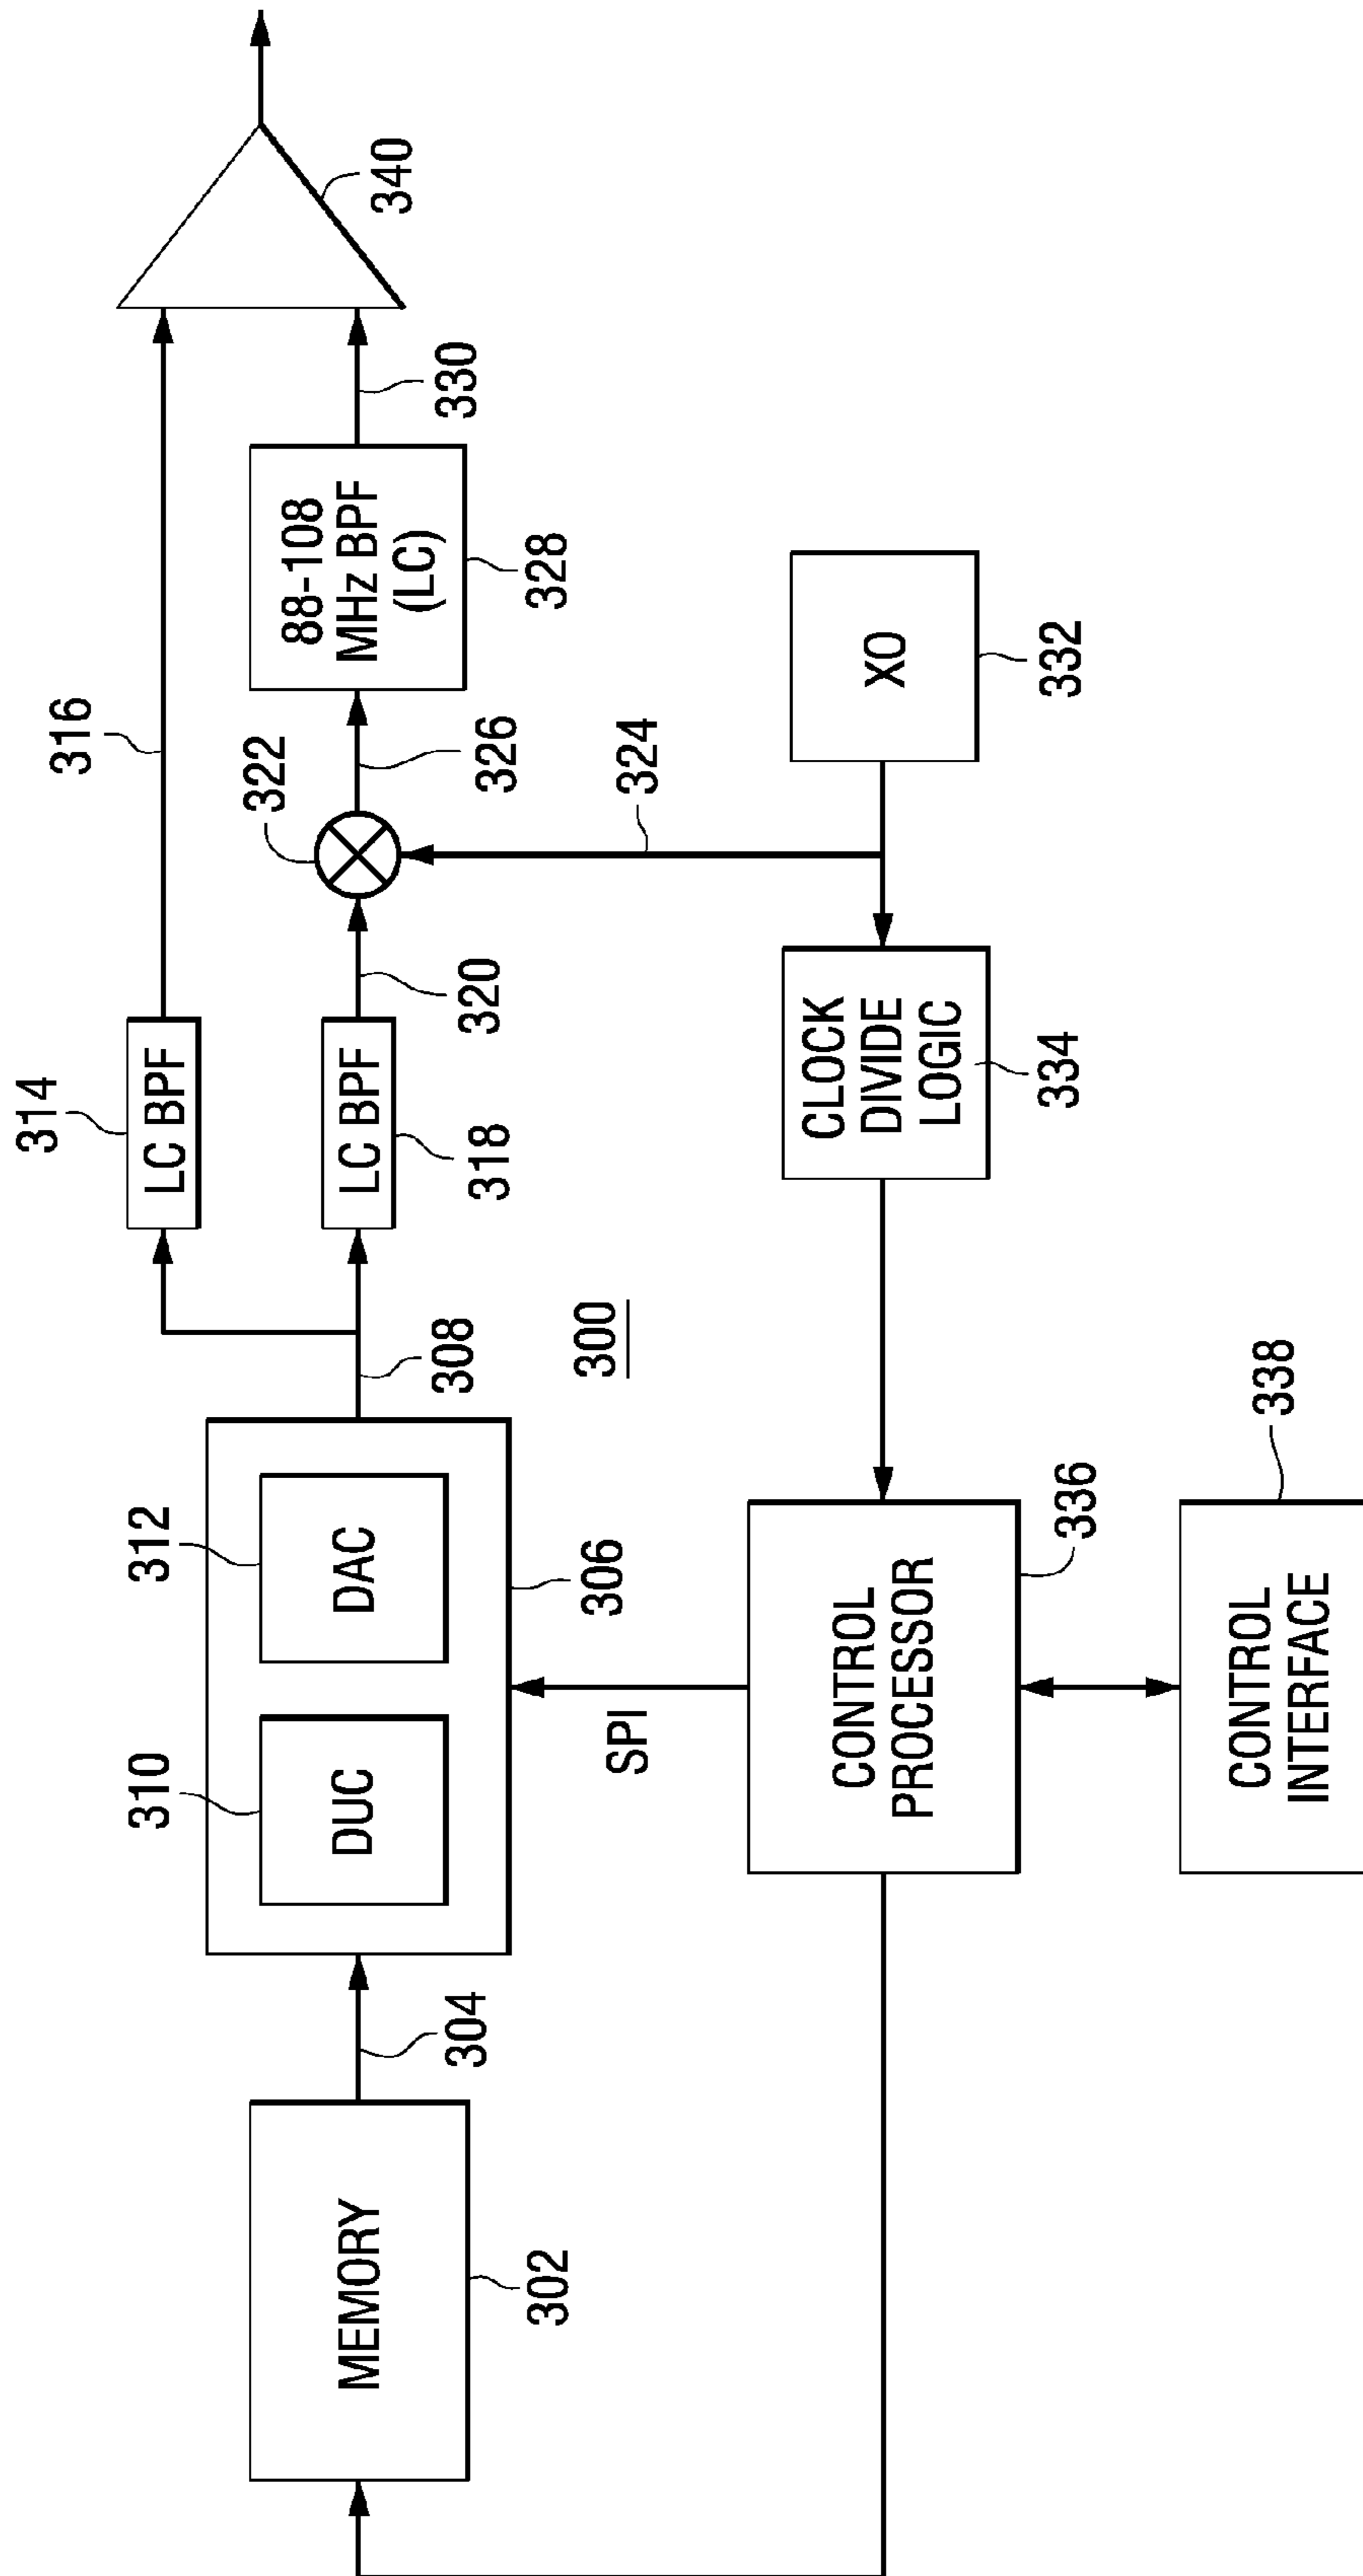 MEMORY
302
304
310
DUC
312
DAC
306
308
314
LC BPF
LC BPF
318
316
320
322
326
88-108
MHz BPF
(LC)
328
330
340
300
SPI
324
XO
332
CLOCK
DIVIDE
LOGIC
334
CONTROL
PROCESSOR
336
CONTROL
INTERFACE
338